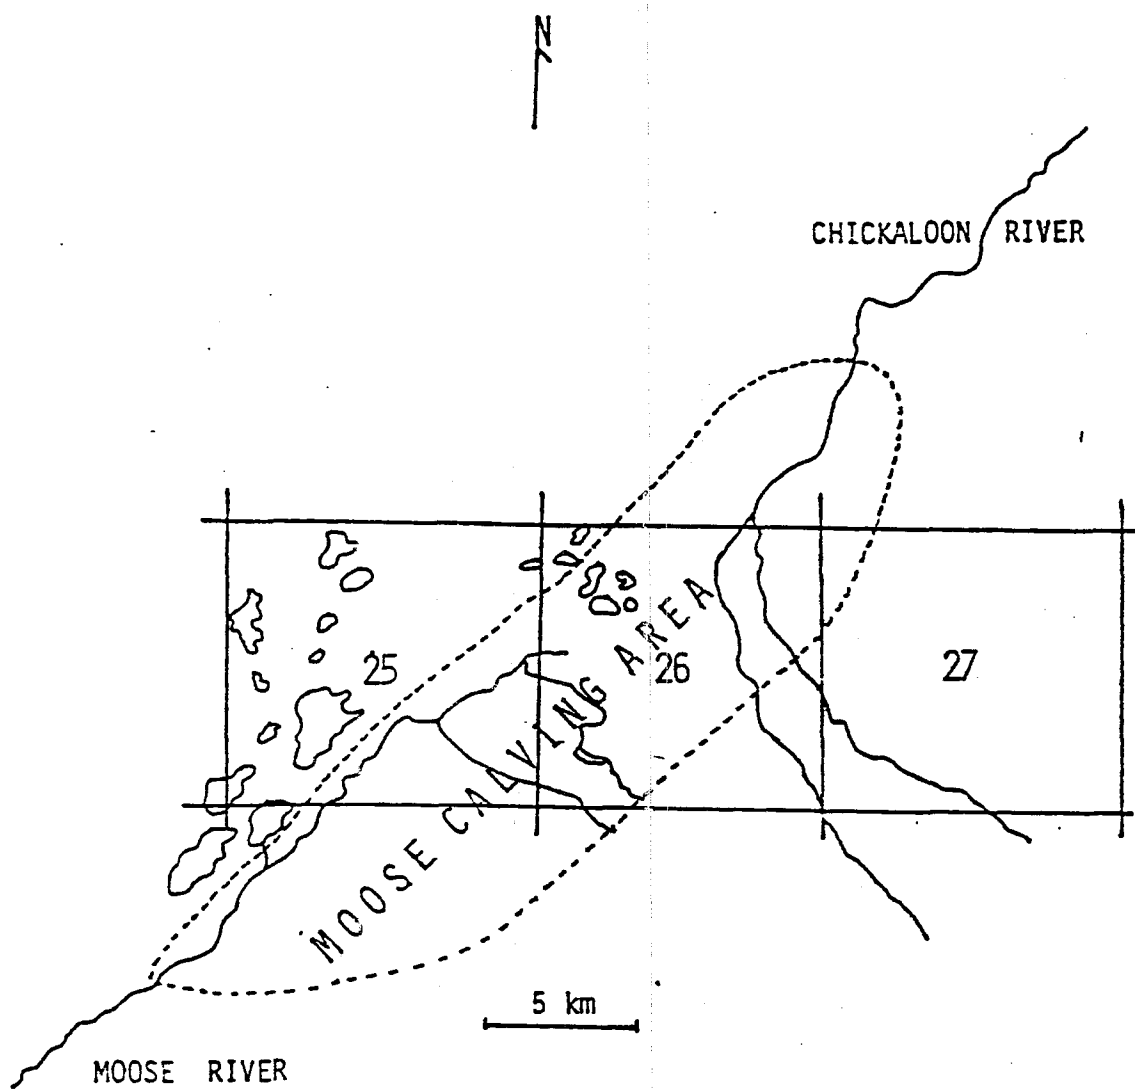 N
CHICKALOON RIVER
25
26
27
MOOSE CALVING AREA
5 km
MOOSE RIVER